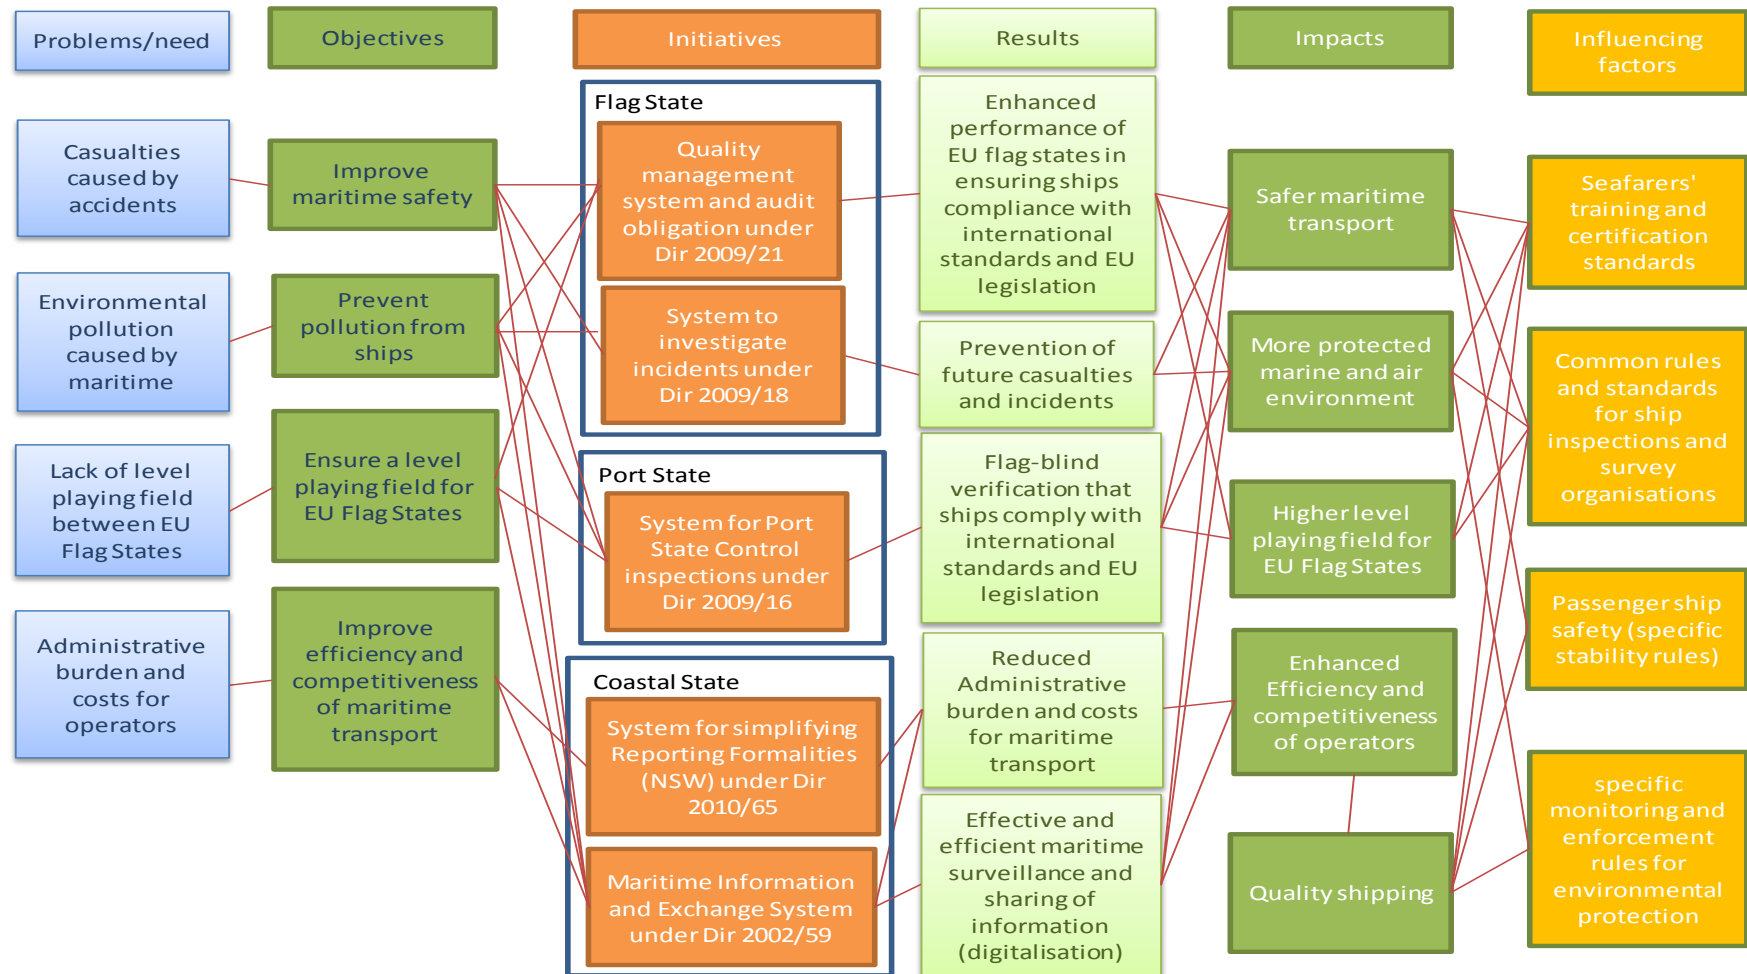 Problems/need
Objectives
Initiatives
Results
Impacts
Influencing
factors
Casualties
caused by
accidents
Environmental
pollution
caused by
maritime
Lack of level
playing field
between EU
Flag States
Administrative
burden and
costs for
operators
Improve
maritime safety
Prevent
pollution from
ships
Ensure a level
playing field for
EU Flag States
Improve
efficiency and
competitiveness
of maritime
transport
Flag State
Quality
management
system and audit
obligation under
Dir 2009/21
System to
investigate
incidents under
Dir 2009/18
Port State
System for Port
State Control
inspections under
Dir 2009/16
Coastal State
System for simplifying
Reporting Formalities
(NSW) under Dir
2010/65
Maritime Information
and Exchange System
under Dir 2002/59
Enhanced
performance of
EU flag states in
ensuring ships
compliance with
international
standards and EU
legislation
Prevention of
future casualties
and incidents
Flag-blind
verification that
ships comply with
international
standards and EU
legislation
Reduced
Administrative
burden and costs
for maritime
transport
Effective and
efficient maritime
surveillance and
sharing of
information
(digitalisation)
Safer maritime
transport
More protected
marine and air
environment
Higher level
playing field for
EU Flag States
Enhanced
Efficiency and
competitiveness
of operators
Quality shipping
Seafarers'
training and
certification
standards
Common rules
and standards
for ship
inspections and
survey
organisations
Passenger ship
safety (specific
stability rules)
specific
monitoring and
enforcement
rules for
environmental
protection